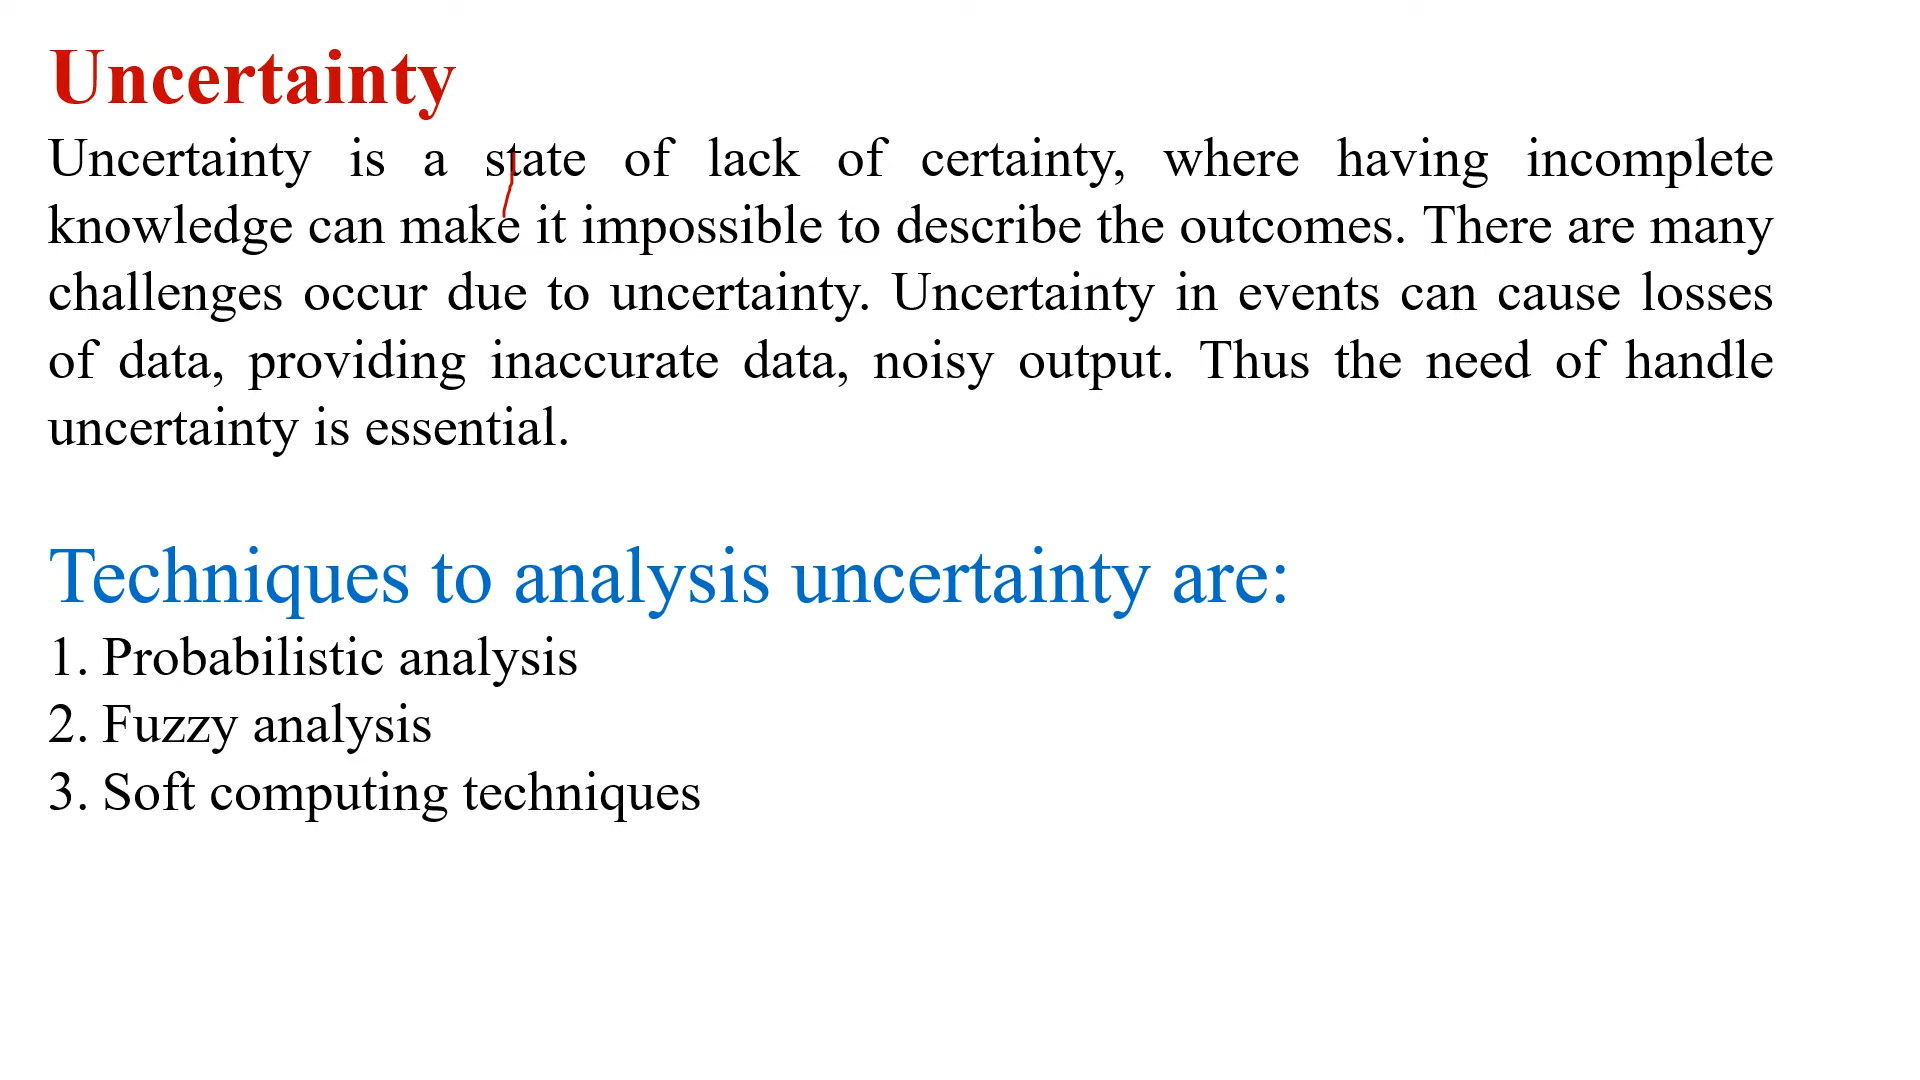 Uncertainty
Uncertainty is a state of lack of certainty, where having incomplete
knowledge can make it impossible to describe the outcomes. There are many
challenges occur due to uncertainty. Uncertainty in events can cause losses
of data, providing inaccurate data, noisy output. Thus the need of handle
uncertainty is essential.
Techniques to analysis uncertainty are:
1. Probabilistic analysis
2. Fuzzy analysis
3. Soft computing techniques